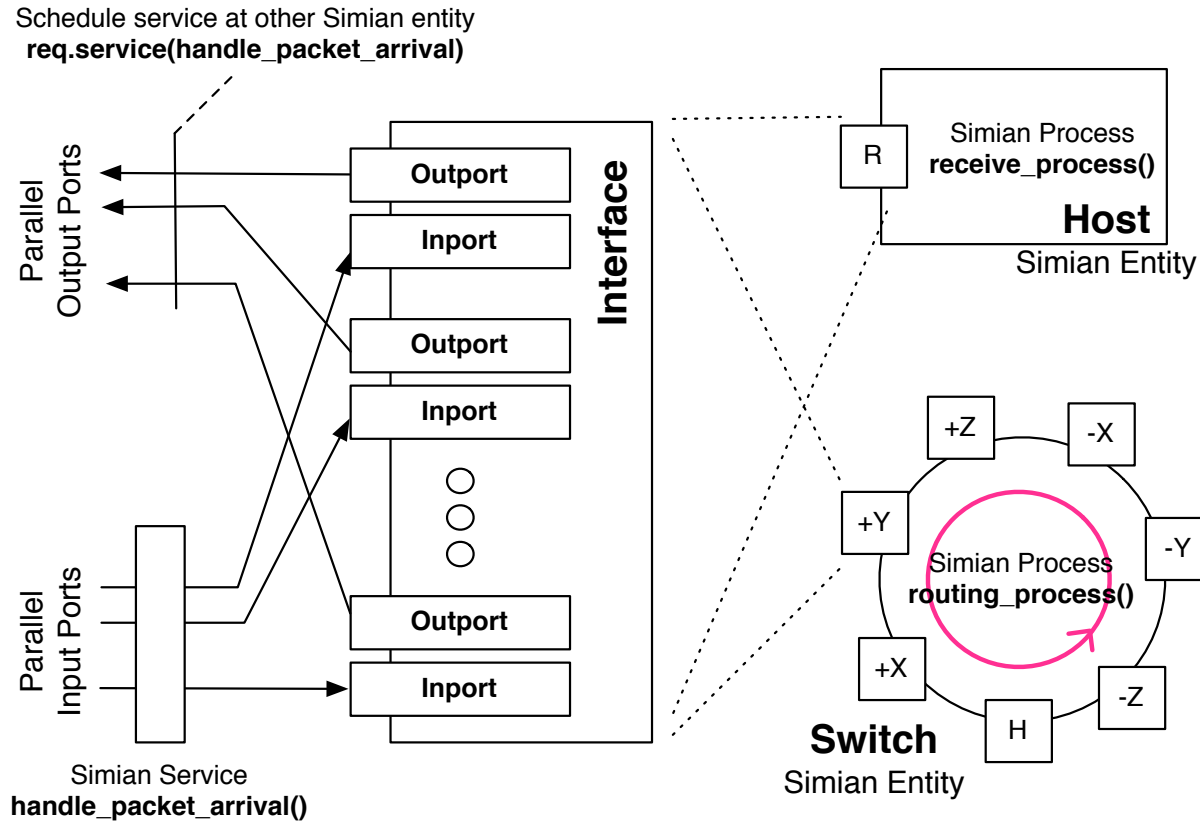 Schedule service at other Simian entity
req.service(handle_packet_arrival)
Parallel
Output Ports
Outport
Inport
Outport
Inport
Outport
Inport
Interface
Parallel
Input Ports
Simian Service
handle_packet_arrival()
R
Simian Process
receive_process()
Host
Simian Entity
+Z
-X
+Y
-Y
Simian Process
routing_process()
+X
-Z
H
Switch
Simian Entity